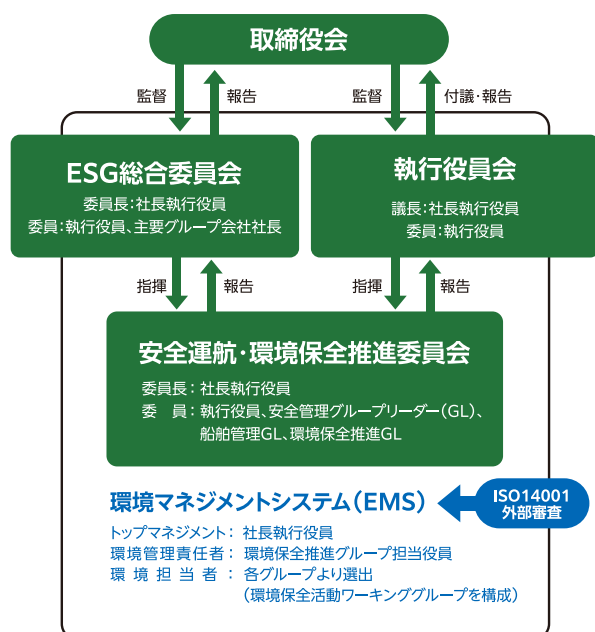 取締役会
監督
報告
監督
付議・報告
ESG総合委員会
委員長：社長執行役員
委員：執行役員、主要グループ会社社長
執行役員会
議長：社長執行役員
委員：執行役員
指揮
報告
指揮
報告
安全運航・環境保全推進委員会
委員長：社長執行役員
委　員：執行役員、安全管理グループリーダー（GL）、
船舶管理GL、環境保全推進GL
環境マネジメントシステム（EMS）
ISO14001
外部審査
トップマネジメント： 社長執行役員
環境管理責任者： 環境保全推進グループ担当役員
環 境 担 当 者 ： 各グループより選出
（環境保全活動ワーキンググループを構成）